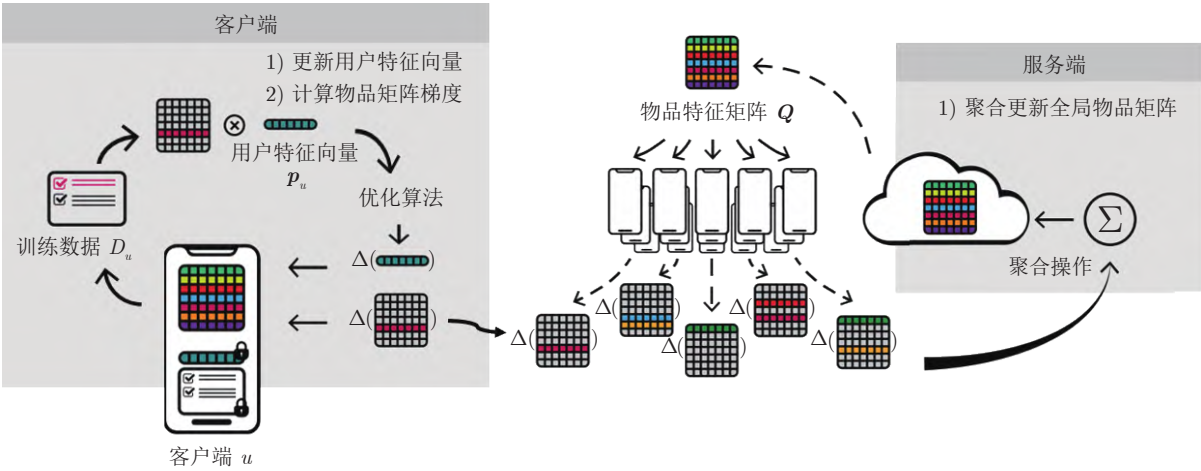 客户端
1) 更新用户特征向量
2) 计算物品矩阵梯度
用户特征向量
p_u
优化算法
训练数据 D_u
Δ( )
Δ( )
客户端 u
物品特征矩阵 Q
Δ( )
Δ( )
Δ( )
Δ( )
Δ( )
服务端
1) 聚合更新全局物品矩阵
Σ
聚合操作